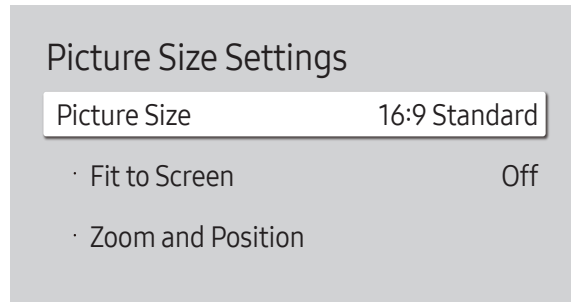 Picture Size Settings
Picture Size 16:9 Standard
· Fit to Screen Off
· Zoom and Position